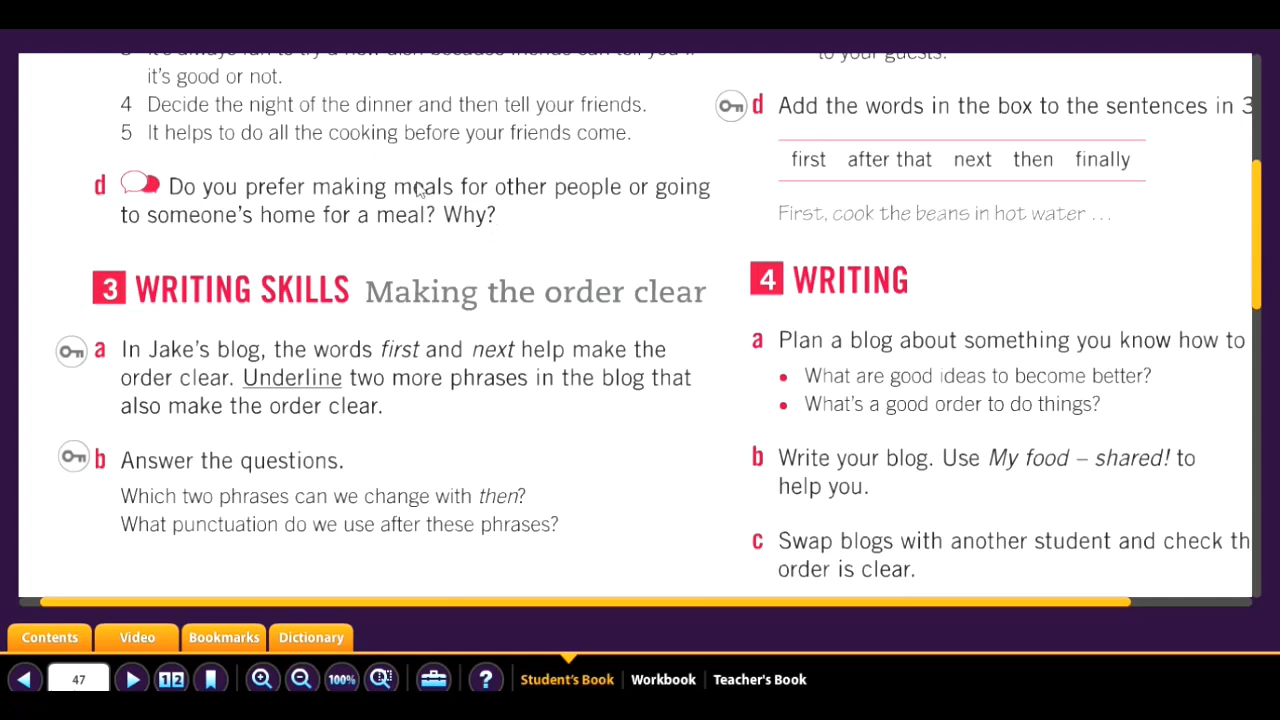 it's good or not.
4 Decide the night of the dinner and then tell your friends.
5 It helps to do all the cooking before your friends come.
d Do you prefer making meals for other people or going
to someone's home for a meal? Why?
3 WRITING SKILLS Making the order clear
a In Jake's blog, the words first and next help make the
order clear. Underline two more phrases in the blog that
also make the order clear.
b Answer the questions.
Which two phrases can we change with then?
What punctuation do we use after these phrases?
to your guests.
d Add the words in the box to the sentences in 3
first after that next then finally
First, cook the beans in hot water ...
4 WRITING
a Plan a blog about something you know how to
• What are good ideas to become better?
• What's a good order to do things?
b Write your blog. Use My food – shared! to
help you.
c Swap blogs with another student and check th
order is clear.
Contents Video Bookmarks Dictionary
47 12 100% ? Student's Book Workbook Teacher's Book